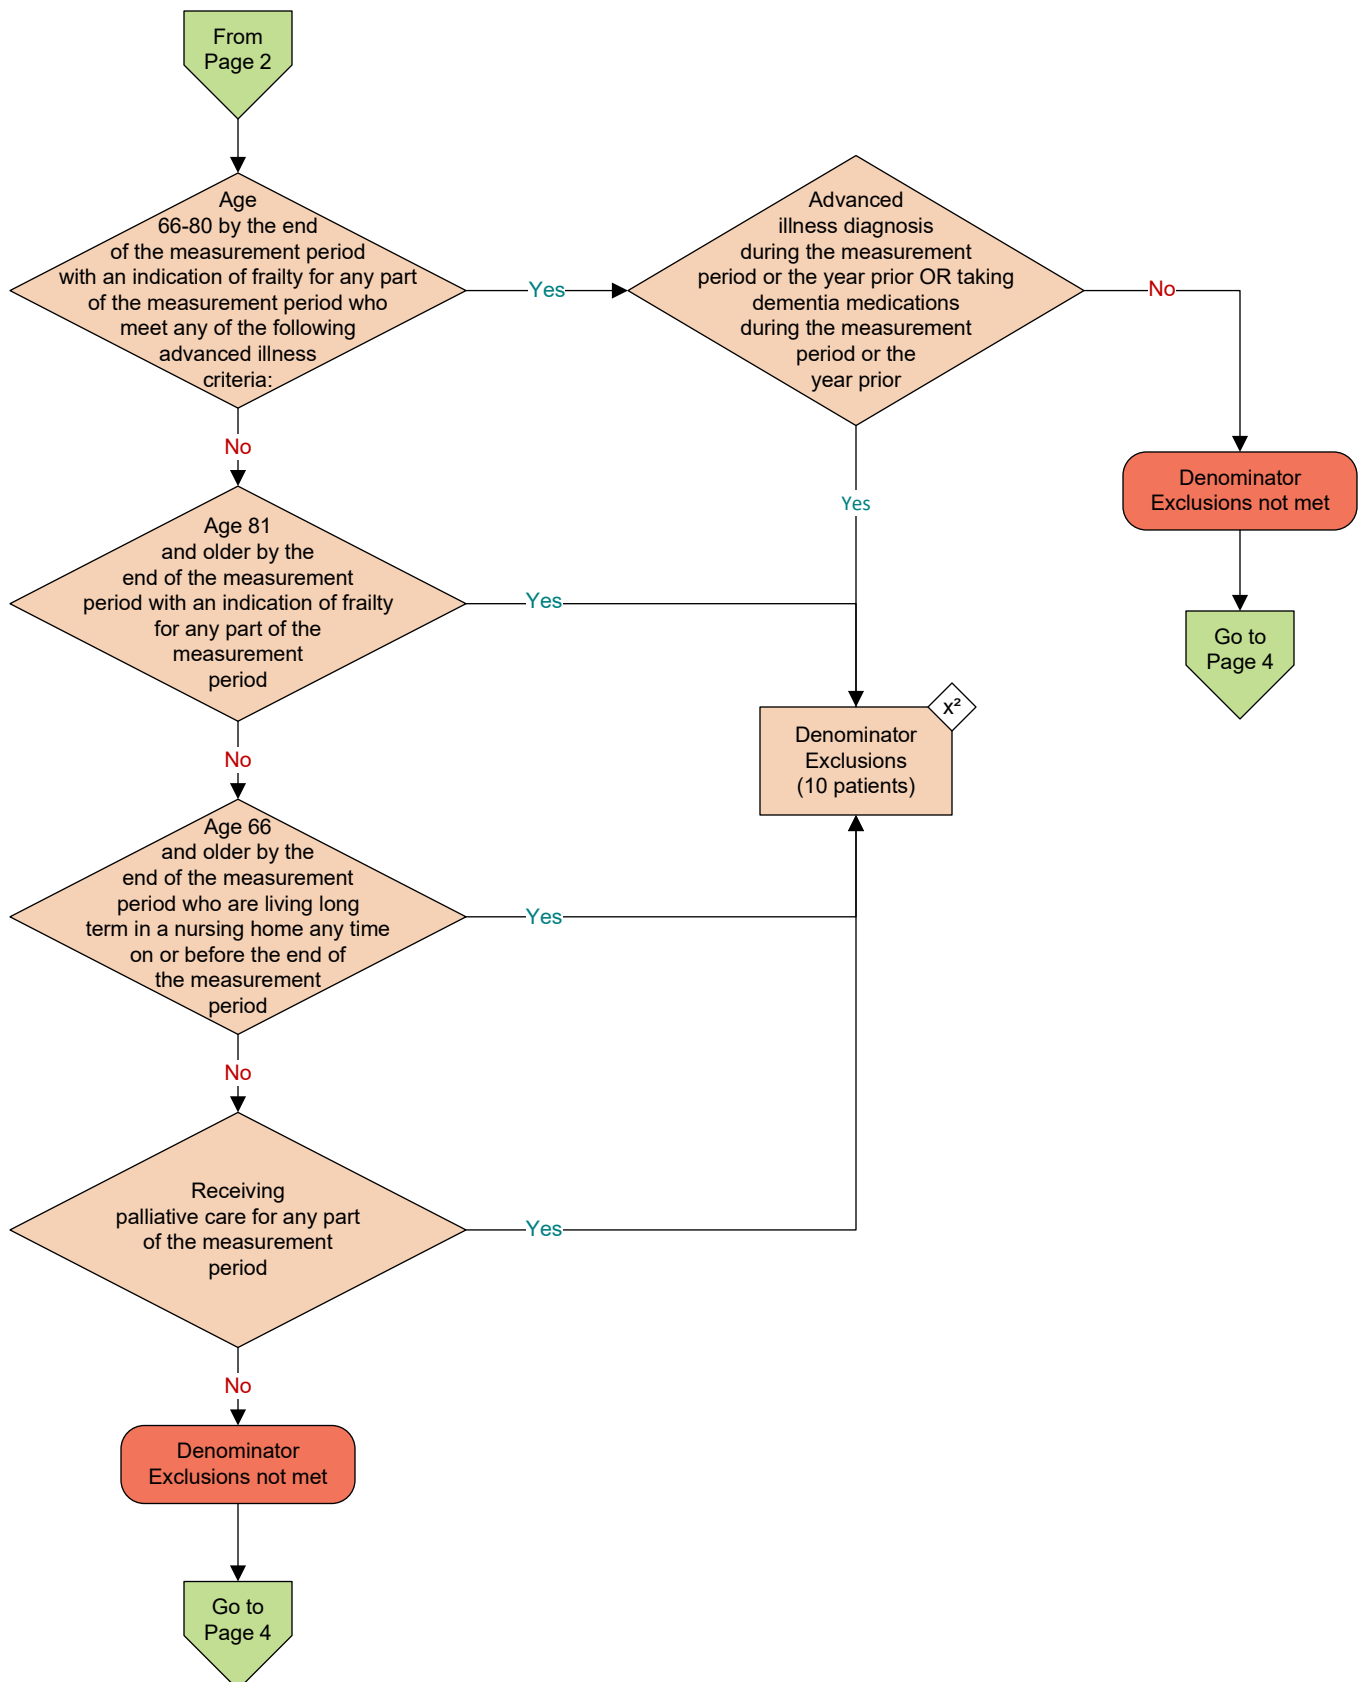 From
Page 2
Age
66-80 by the end
of the measurement period
with an indication of frailty for any part
of the measurement period who
meet any of the following
advanced illness
criteria:
Yes
Advanced
illness diagnosis
during the measurement
period or the year prior OR taking
dementia medications
during the measurement
period or the
year prior
No
Denominator
Exclusions not met
Go to
Page 4
Yes
No
Age 81
and older by the
end of the measurement
period with an indication of frailty
for any part of the
measurement
period
Yes
x²
Denominator
Exclusions
(10 patients)
No
Age 66
and older by the
end of the measurement
period who are living long
term in a nursing home any time
on or before the end of
the measurement
period
Yes
No
Receiving
palliative care for any part
of the measurement
period
Yes
No
Denominator
Exclusions not met
Go to
Page 4